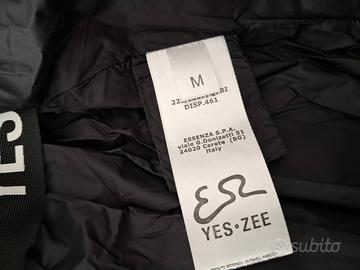 YES
M
DISP.461
ESSENZA S.P.A.
viale G.Donizetti 51
24020 Cerete (BG)
Italy
YES•ZEE
subito